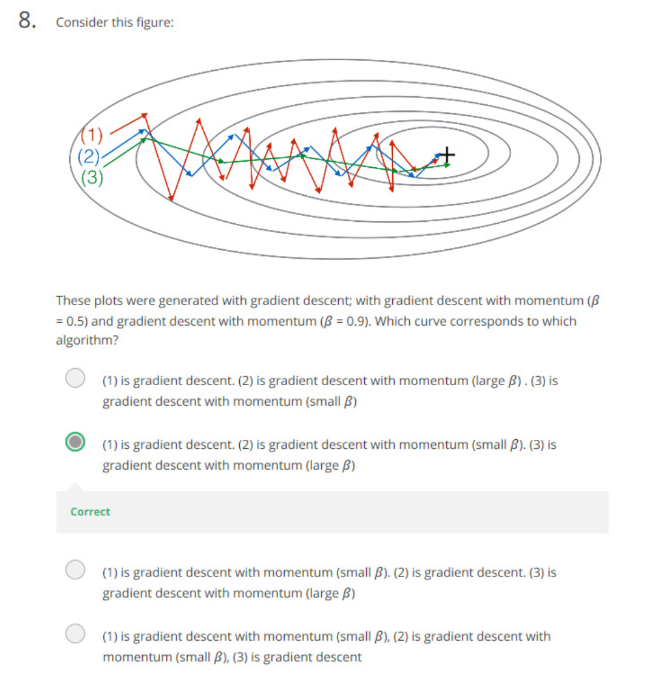 8. Consider this figure:
(1)
(2)
(3)
These plots were generated with gradient descent; with gradient descent with momentum (β
= 0.5) and gradient descent with momentum (β = 0.9). Which curve corresponds to which
algorithm?
(1) is gradient descent. (2) is gradient descent with momentum (large β) . (3) is
gradient descent with momentum (small β)
(1) is gradient descent. (2) is gradient descent with momentum (small β). (3) is
gradient descent with momentum (large β)
Correct
(1) is gradient descent with momentum (small β). (2) is gradient descent. (3) is
gradient descent with momentum (large β)
(1) is gradient descent with momentum (small β), (2) is gradient descent with
momentum (small β), (3) is gradient descent